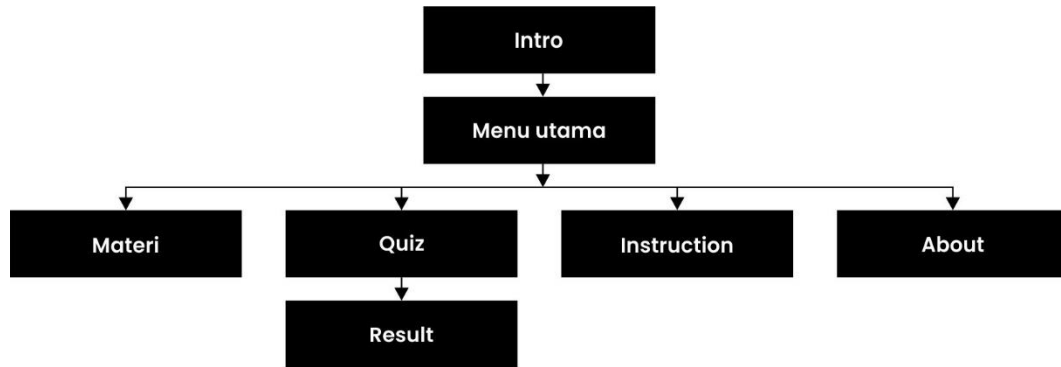 Intro
Menu utama
Materi
Quiz
Instruction
About
Result